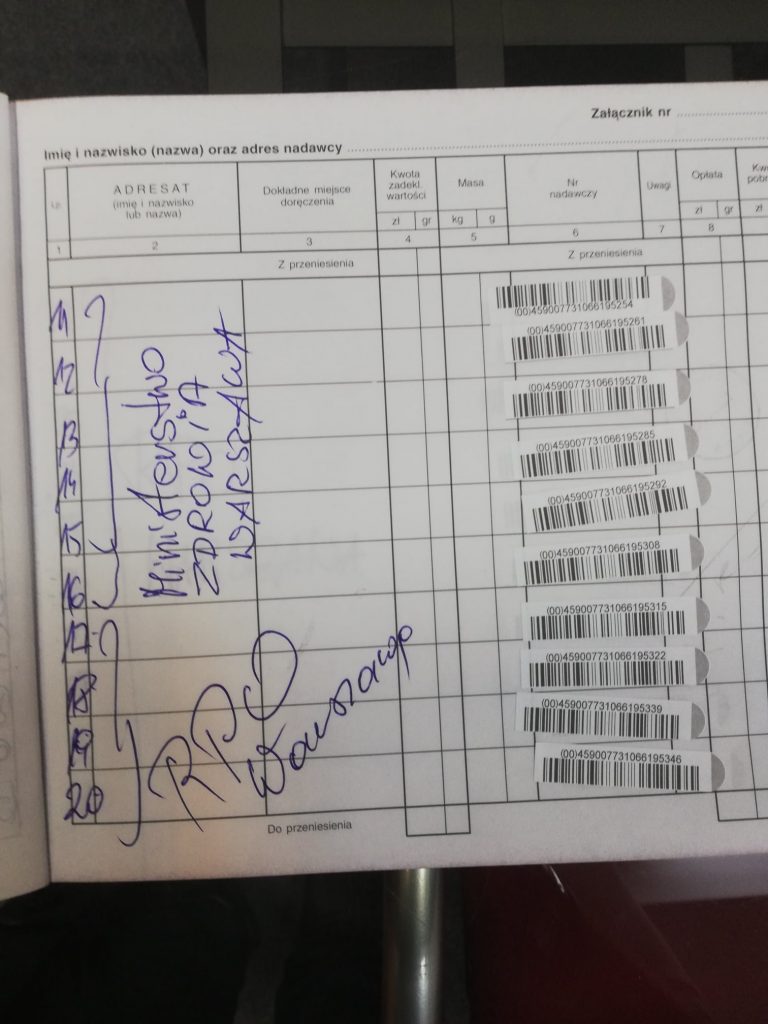 Załącznik nr
Imię i nazwisko (nazwa) oraz adres nadawcy
Lp. ADRESAT (imię i nazwisko lub nazwa) Dokładne miejsce doręczenia Kwota zadekl. wartości Masa Nr nadawczy Uwagi Opłata
zł gr kg g zł gr zł
1 2 3 4 5 6 7 8
Z przeniesienia Z przeniesienia
11 (00)459007731066195254
12 (00)459007731066195261
13 (00)459007731066195278
14 (00)459007731066195285
15 (00)459007731066195292
16 (00)459007731066195308
Ministerstwo
ZDROWIA
WARSZAWA
17 (00)459007731066195315
18 (00)459007731066195322
19 (00)459007731066195339
20 (00)459007731066195346
RPO
Warszawa
Do przeniesienia